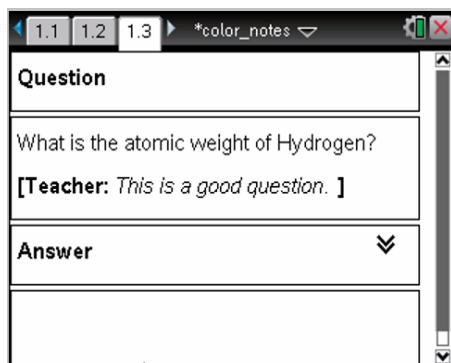 1.1 1.2 1.3 *color_notes
Question
What is the atomic weight of Hydrogen?
[Teacher: This is a good question. ]
Answer